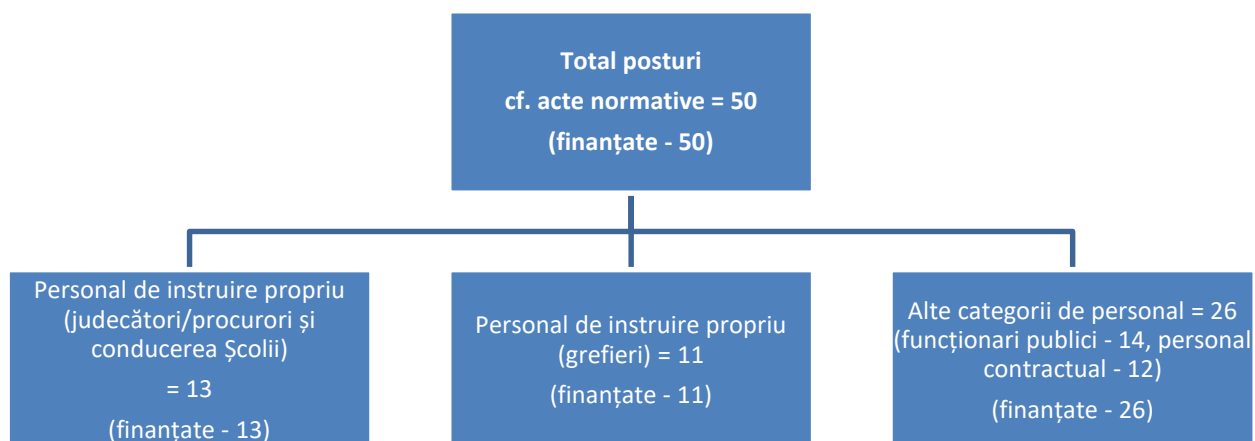 Total posturi
cf. acte normative = 50
(finanțate - 50)
Personal de instruire propriu
(judecători/procurori și
conducerea Școlii)
= 13
(finanțate - 13)
Personal de instruire propriu
(grefieri) = 11
(finanțate - 11)
Alte categorii de personal = 26
(funcționari publici - 14, personal
contractual - 12)
(finanțate - 26)